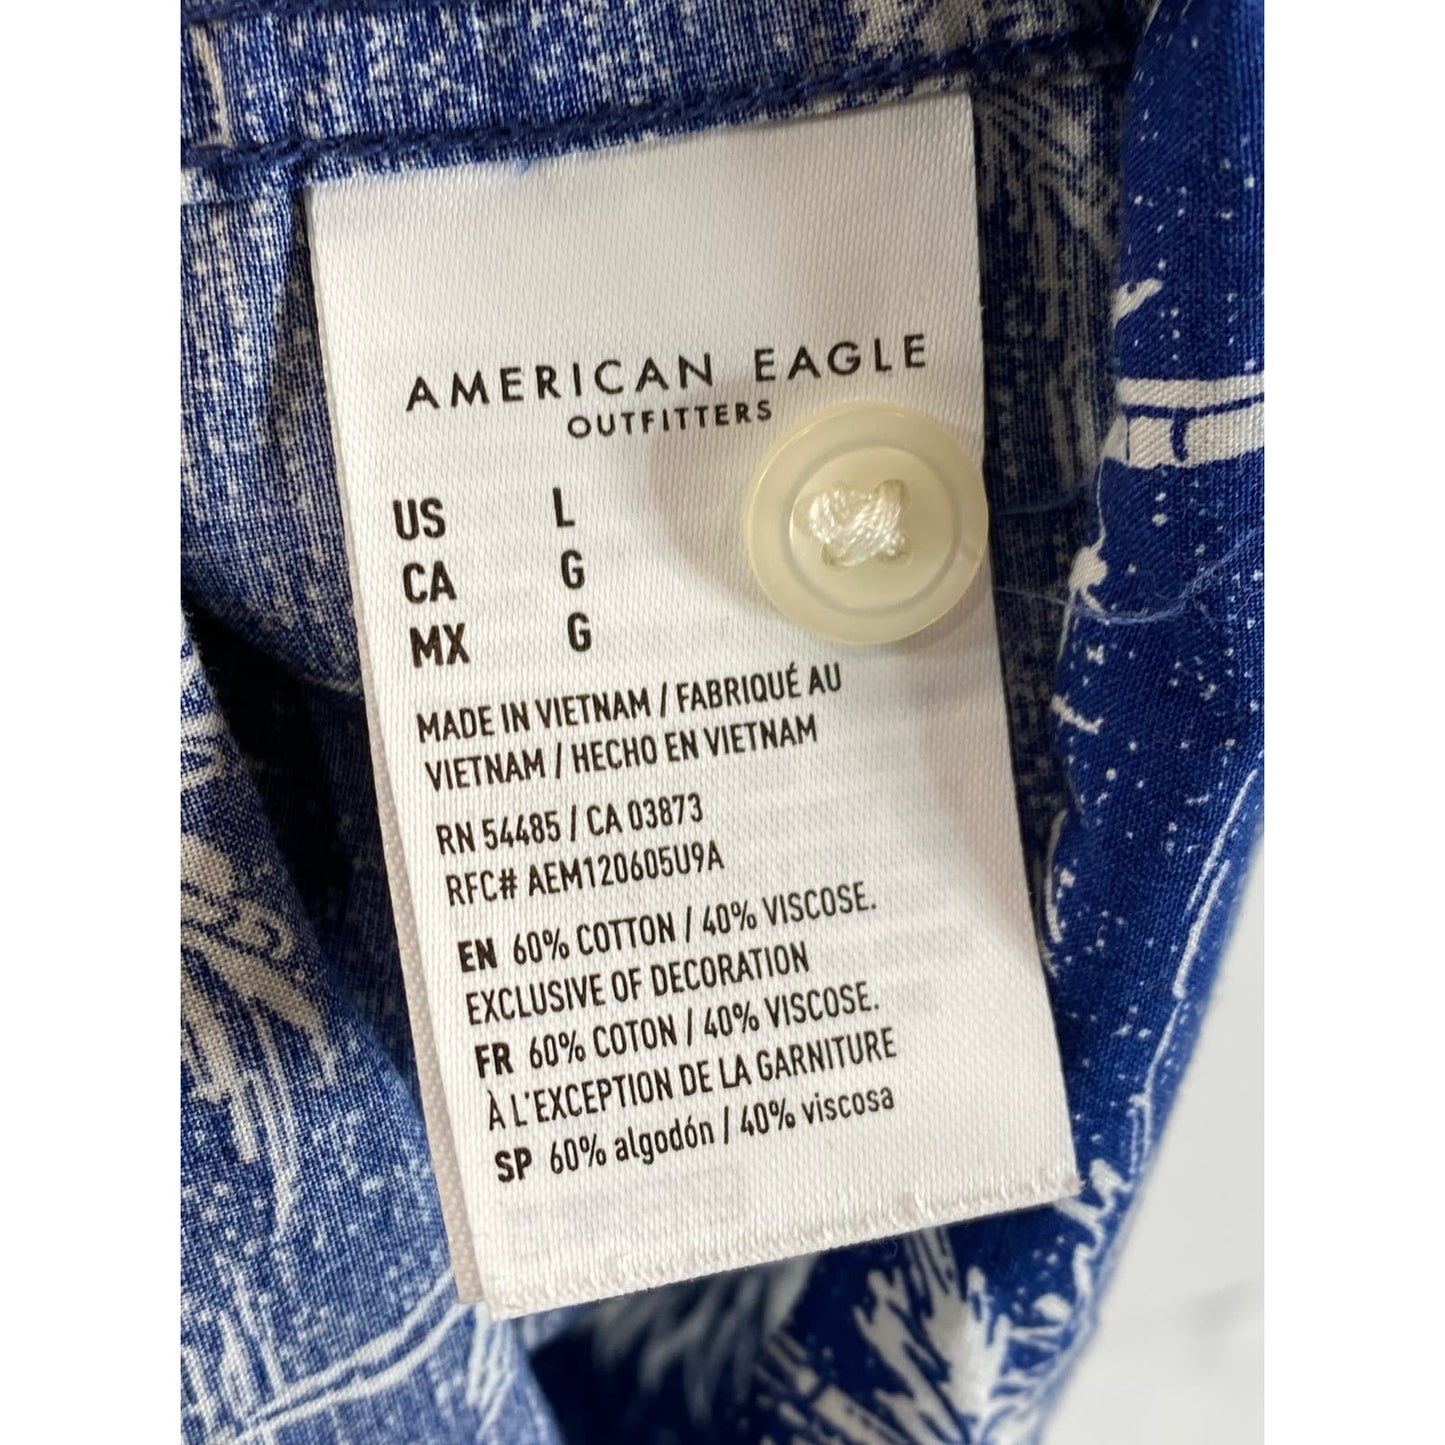 AMERICAN EAGLE
OUTFITTERS
US L
CA G
MX G
MADE IN VIETNAM / FABRIQUÉ AU
VIETNAM / HECHO EN VIETNAM
RN 54485 / CA 03873
RFC# AEM120605U9A
EN 60% COTTON / 40% VISCOSE.
EXCLUSIVE OF DECORATION
FR 60% COTON / 40% VISCOSE.
À L'EXCEPTION DE LA GARNITURE
SP 60% algodón / 40% viscosa